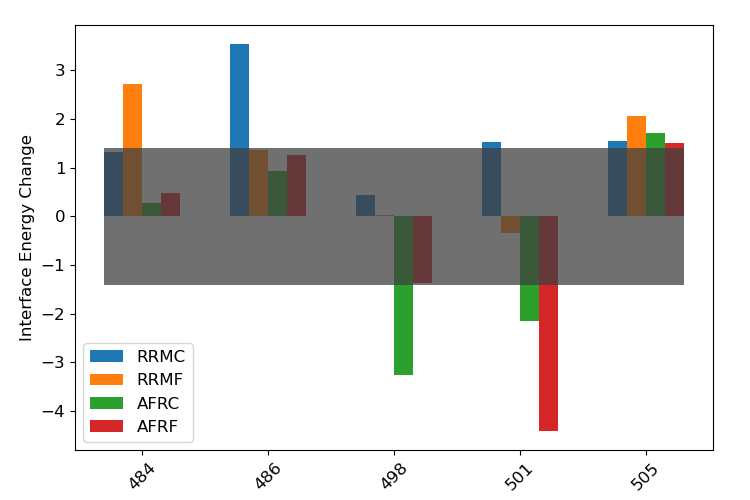 Interface Energy Change
3
2
1
0
−1
−2
−3
−4
RRMC
RRMF
AFRC
AFRF
484
486
498
501
505